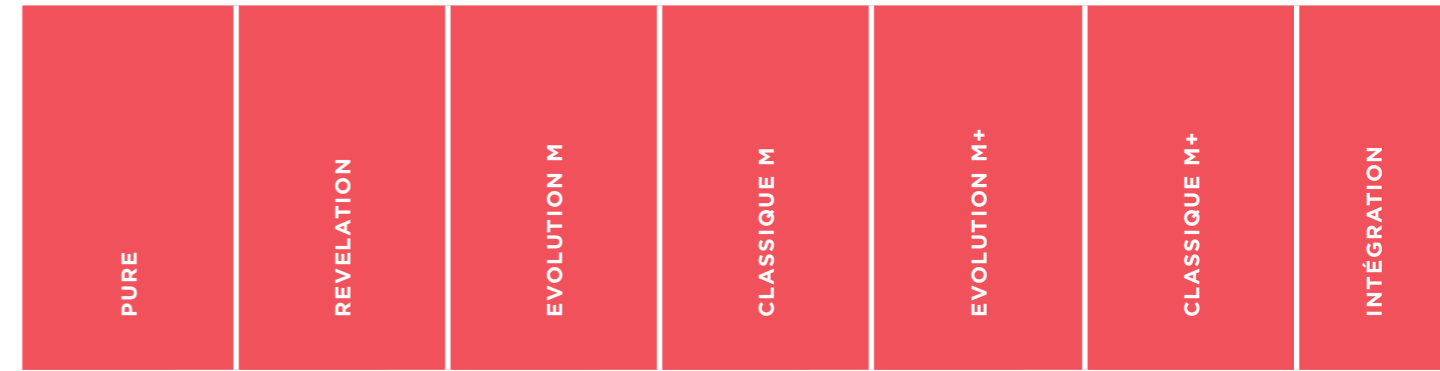 PURE
REVELATION
EVOLUTION M
CLASSIQUE M
EVOLUTION M+
CLASSIQUE M+
INTÉGRATION